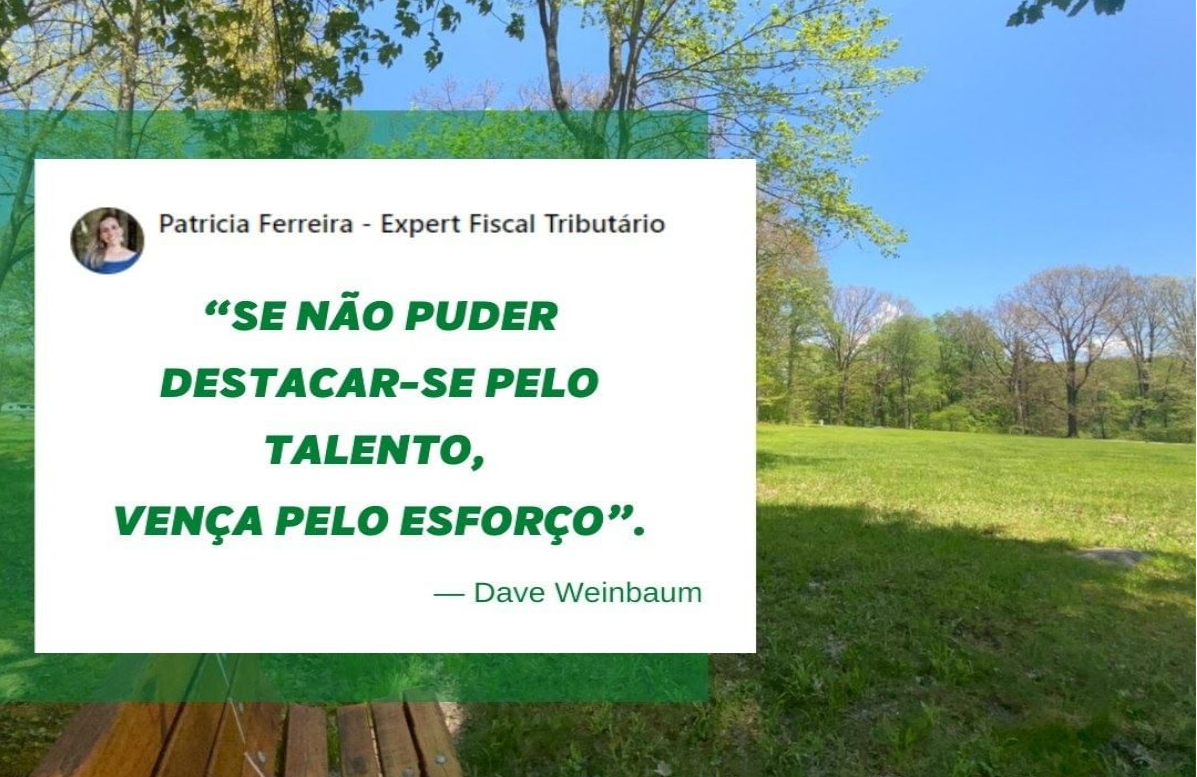 Patricia Ferreira - Expert Fiscal Tributário
“SE NÃO PUDER
DESTACAR-SE PELO
TALENTO,
VENÇA PELO ESFORÇO”.
— Dave Weinbaum